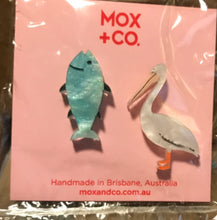 MOX
+CO.
Handmade in Brisbane, Australia
moxandco.com.au